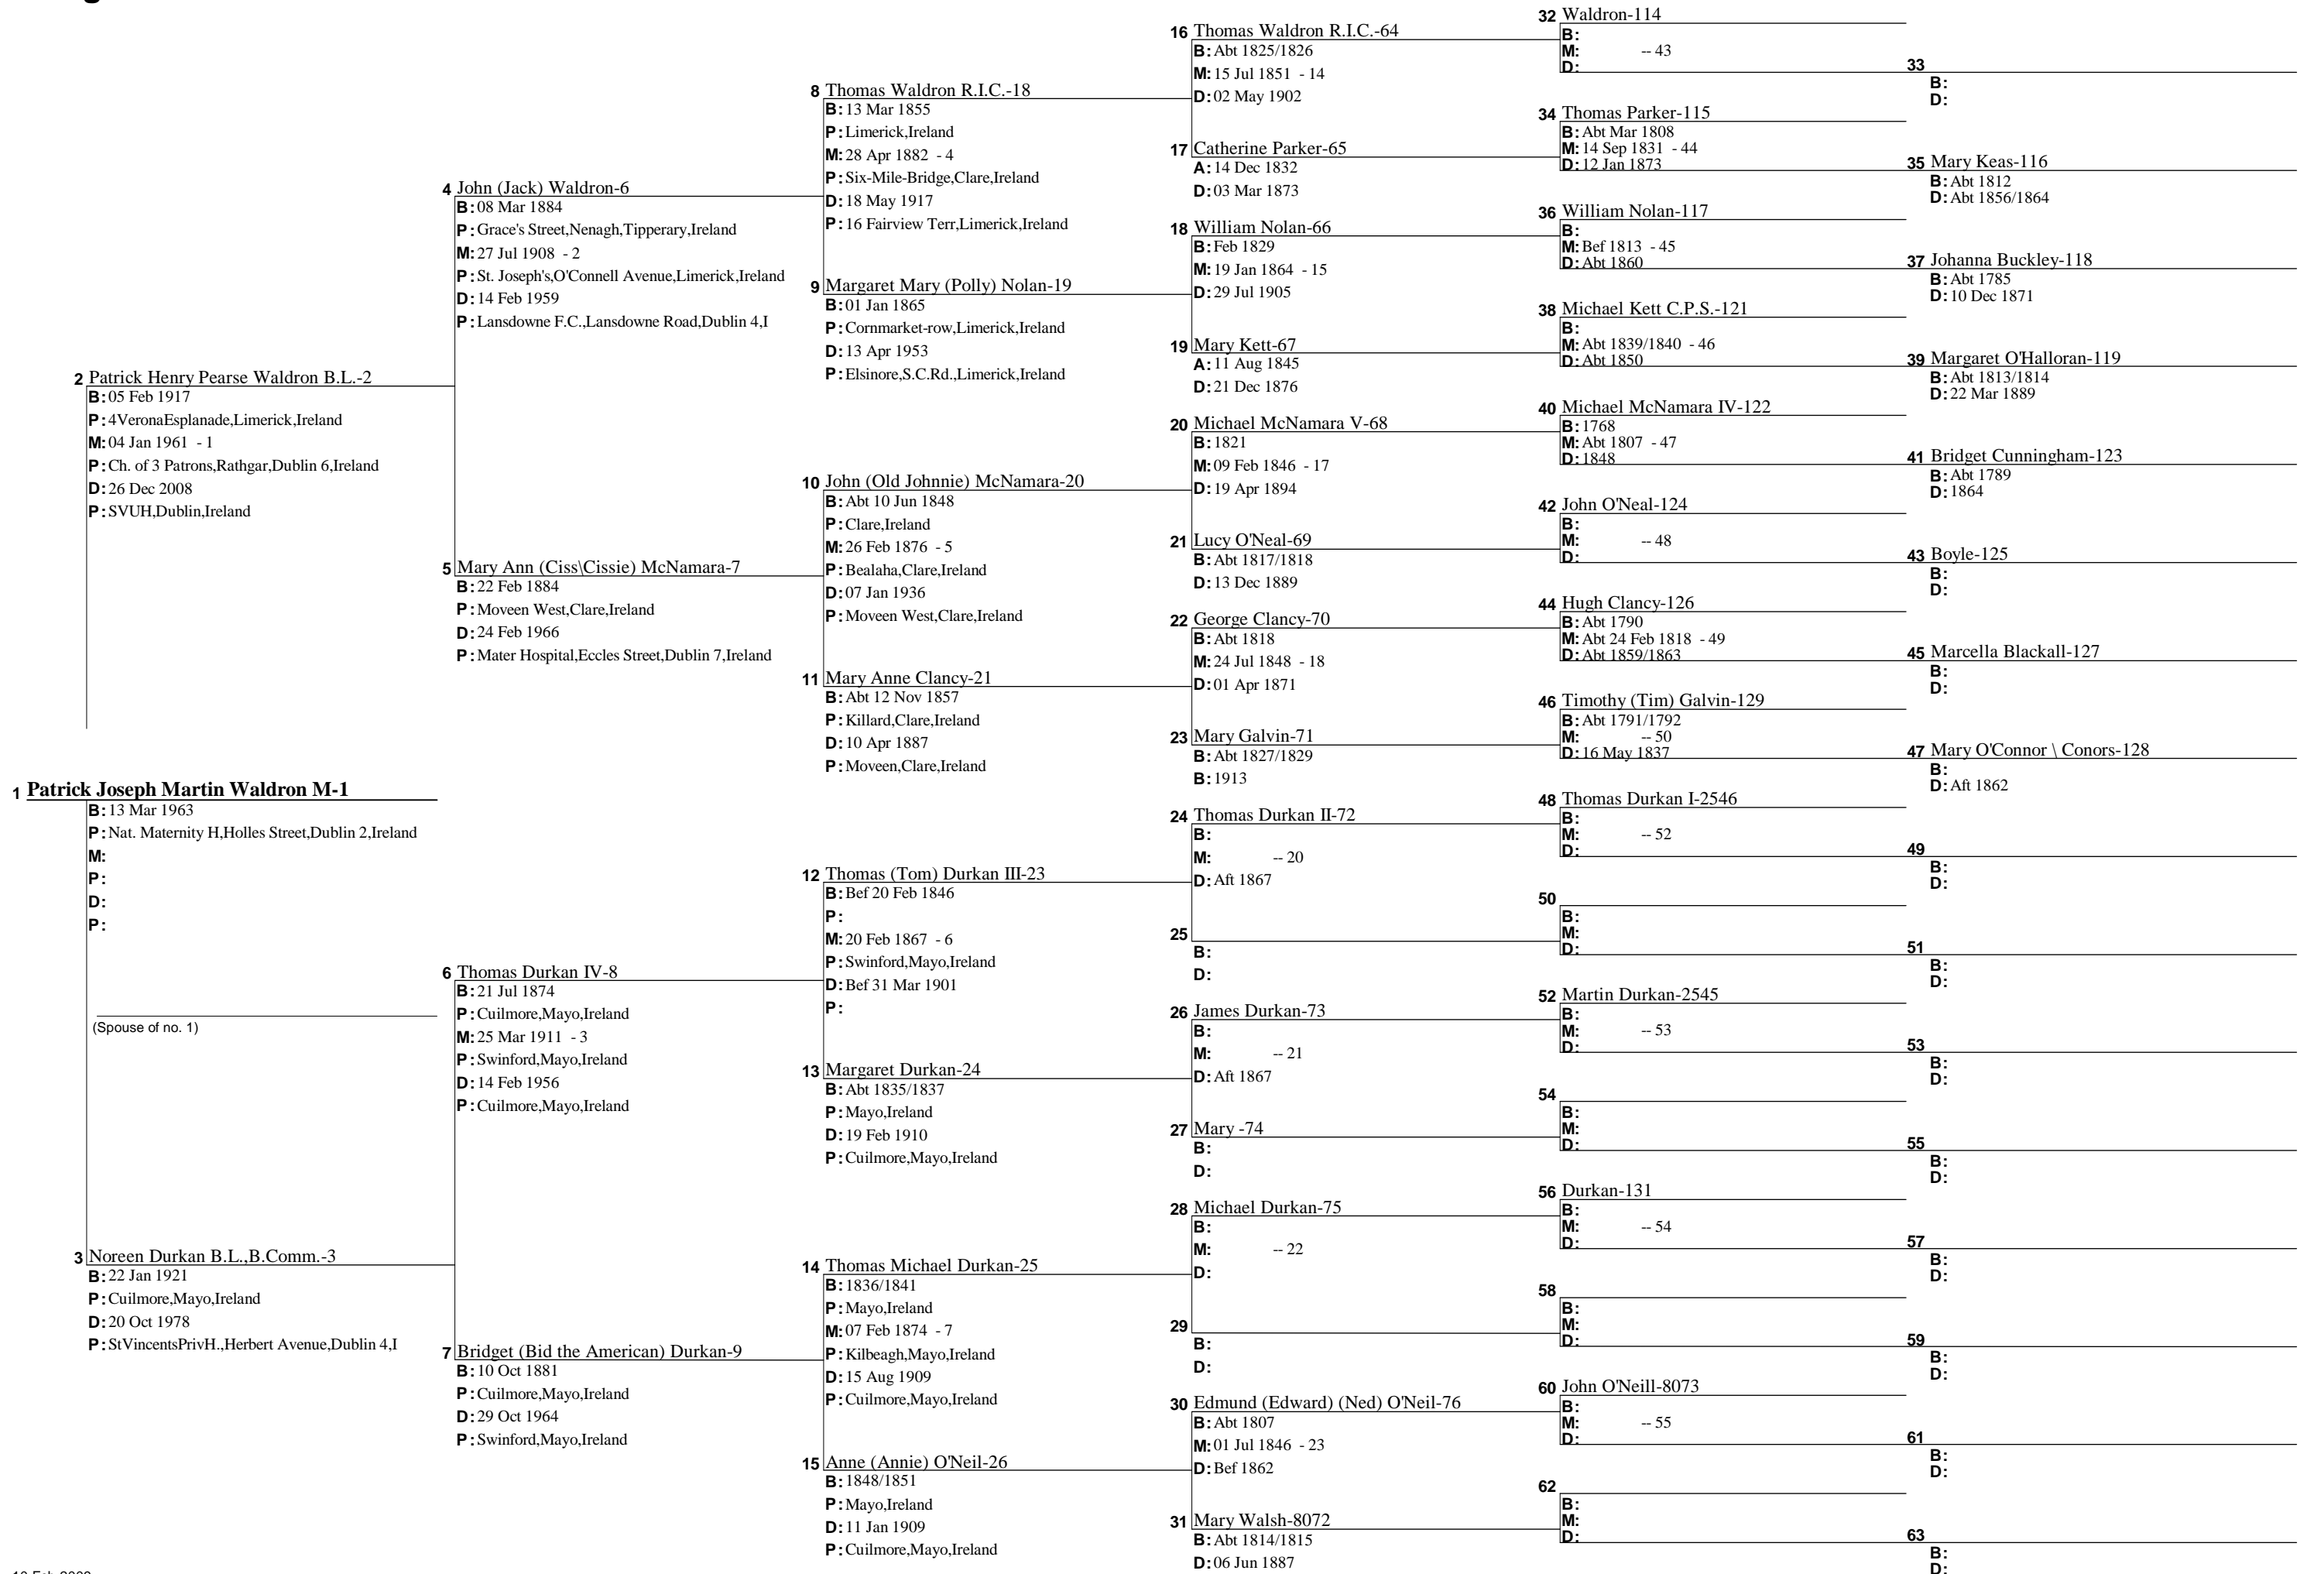 1 Patrick Joseph Martin Waldron M-1
B: 13 Mar 1963
P: Nat. Maternity H,Holles Street,Dublin 2,Ireland
M:
P:
D:
P:
(Spouse of no. 1)
2 Patrick Henry Pearse Waldron B.L.-2
B: 05 Feb 1917
P: 4VeronaEsplanade,Limerick,Ireland
M: 04 Jan 1961 - 1
P: Ch. of 3 Patrons,Rathgar,Dublin 6,Ireland
D: 26 Dec 2008
P: SVUH,Dublin,Ireland
3 Noreen Durkan B.L.,B.Comm.-3
B: 22 Jan 1921
P: Cuilmore,Mayo,Ireland
D: 20 Oct 1978
P: StVincentsPrivH.,Herbert Avenue,Dublin 4,I
4 John (Jack) Waldron-6
B: 08 Mar 1884
P: Grace's Street,Nenagh,Tipperary,Ireland
M: 27 Jul 1908 - 2
P: St. Joseph's,O'Connell Avenue,Limerick,Ireland
D: 14 Feb 1959
P: Lansdowne F.C.,Lansdowne Road,Dublin 4,I
5 Mary Ann (Ciss\Cissie) McNamara-7
B: 22 Feb 1884
P: Moveen West,Clare,Ireland
D: 24 Feb 1966
P: Mater Hospital,Eccles Street,Dublin 7,Ireland
6 Thomas Durkan IV-8
B: 21 Jul 1874
P: Cuilmore,Mayo,Ireland
M: 25 Mar 1911 - 3
P: Swinford,Mayo,Ireland
D: 14 Feb 1956
P: Cuilmore,Mayo,Ireland
7 Bridget (Bid the American) Durkan-9
B: 10 Oct 1881
P: Cuilmore,Mayo,Ireland
D: 29 Oct 1964
P: Swinford,Mayo,Ireland
8 Thomas Waldron R.I.C.-18
B: 13 Mar 1855
P: Limerick,Ireland
M: 28 Apr 1882 - 4
P: Six-Mile-Bridge,Clare,Ireland
D: 18 May 1917
P: 16 Fairview Terr,Limerick,Ireland
9 Margaret Mary (Polly) Nolan-19
B: 01 Jan 1865
P: Cornmarket-row,Limerick,Ireland
D: 13 Apr 1953
P: Elsinore,S.C.Rd.,Limerick,Ireland
10 John (Old Johnnie) McNamara-20
B: Abt 10 Jun 1848
P: Clare,Ireland
M: 26 Feb 1876 - 5
P: Bealaha,Clare,Ireland
D: 07 Jan 1936
P: Moveen West,Clare,Ireland
11 Mary Anne Clancy-21
B: Abt 12 Nov 1857
P: Killard,Clare,Ireland
D: 10 Apr 1887
P: Moveen,Clare,Ireland
12 Thomas (Tom) Durkan III-23
B: Bef 20 Feb 1846
P:
M: 20 Feb 1867 - 6
P: Swinford,Mayo,Ireland
D: Bef 31 Mar 1901
P:
13 Margaret Durkan-24
B: Abt 1835/1837
P: Mayo,Ireland
D: 19 Feb 1910
P: Cuilmore,Mayo,Ireland
14 Thomas Michael Durkan-25
B: 1836/1841
P: Mayo,Ireland
M: 07 Feb 1874 - 7
P: Kilbeagh,Mayo,Ireland
D: 15 Aug 1909
P: Cuilmore,Mayo,Ireland
15 Anne (Annie) O'Neil-26
B: 1848/1851
P: Mayo,Ireland
D: 11 Jan 1909
P: Cuilmore,Mayo,Ireland
16 Thomas Waldron R.I.C.-64
B: Abt 1825/1826
M: 15 Jul 1851 - 14
D: 02 May 1902
17 Catherine Parker-65
A: 14 Dec 1832
D: 03 Mar 1873
18 William Nolan-66
B: Feb 1829
M: 19 Jan 1864 - 15
D: 29 Jul 1905
19 Mary Kett-67
A: 11 Aug 1845
D: 21 Dec 1876
20 Michael McNamara V-68
B: 1821
M: 09 Feb 1846 - 17
D: 19 Apr 1894
21 Lucy O'Neal-69
B: Abt 1817/1818
D: 13 Dec 1889
22 George Clancy-70
B: Abt 1818
M: 24 Jul 1848 - 18
D: 01 Apr 1871
23 Mary Galvin-71
B: Abt 1827/1829
B: 1913
24 Thomas Durkan II-72
B:
M: -- 20
D: Aft 1867
25
B:
D:
26 James Durkan-73
B:
M: -- 21
D: Aft 1867
27 Mary -74
B:
D:
28 Michael Durkan-75
B:
M: -- 22
D:
29
B:
D:
30 Edmund (Edward) (Ned) O'Neil-76
B: Abt 1807
M: 01 Jul 1846 - 23
D: Bef 1862
31 Mary Walsh-8072
B: Abt 1814/1815
D: 06 Jun 1887
32 Waldron-114
B:
M: -- 43
D:
33
B:
D:
34 Thomas Parker-115
B: Abt Mar 1808
M: 14 Sep 1831 - 44
D: 12 Jan 1873
35 Mary Keas-116
B: Abt 1812
D: Abt 1856/1864
36 William Nolan-117
B:
M: Bef 1813 - 45
D: Abt 1860
37 Johanna Buckley-118
B: Abt 1785
D: 10 Dec 1871
38 Michael Kett C.P.S.-121
B:
M: Abt 1839/1840 - 46
D: Abt 1850
39 Margaret O'Halloran-119
B: Abt 1813/1814
D: 22 Mar 1889
40 Michael McNamara IV-122
B: 1768
M: Abt 1807 - 47
D: 1848
41 Bridget Cunningham-123
B: Abt 1789
D: 1864
42 John O'Neal-124
B:
M: -- 48
D:
43 Boyle-125
B:
D:
44 Hugh Clancy-126
B: Abt 1790
M: Abt 24 Feb 1818 - 49
D: Abt 1859/1863
45 Marcella Blackall-127
B:
D:
46 Timothy (Tim) Galvin-129
B: Abt 1791/1792
M: -- 50
D: 16 May 1837
47 Mary O'Connor \ Conors-128
B:
D: Aft 1862
48 Thomas Durkan I-2546
B:
M: -- 52
D:
49
B:
D:
50
B:
M:
D:
51
B:
D:
52 Martin Durkan-2545
B:
M: -- 53
D:
53
B:
D:
54
B:
M:
D:
55
B:
D:
56 Durkan-131
B:
M: -- 54
D:
57
B:
D:
58
B:
M:
D:
59
B:
D:
60 John O'Neill-8073
B:
M: -- 55
D:
61
B:
D:
62
B:
M:
D:
63
B:
D: